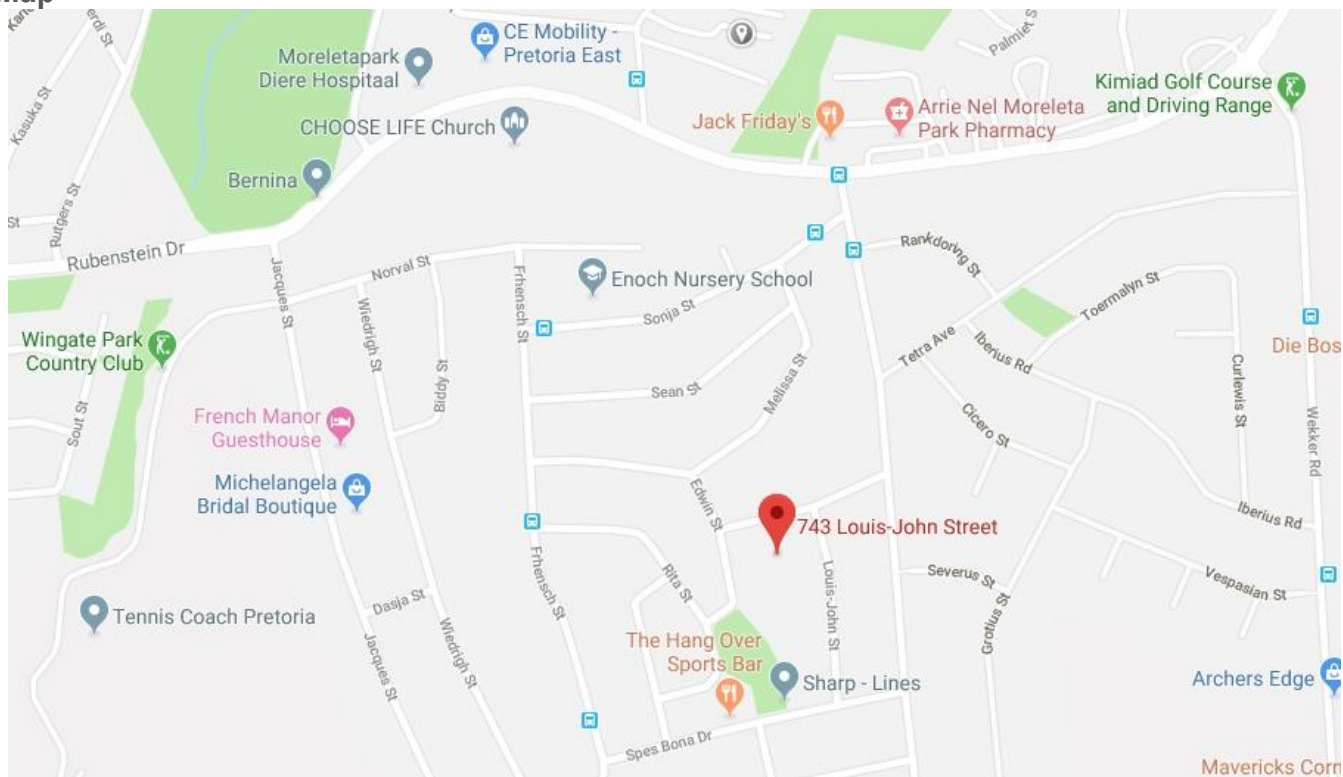 Map
Kasuka St
Rutgers St
St
Moreletapark
Diere Hospitaal
CE Mobility -
Pretoria East
CHOOSE LIFE Church
Bernina
Jack Friday's
Arrie Nel Moreleta
Park Pharmacy
Palmiet S
Kimiad Golf Course
and Driving Range
Rubenstein Dr
Norval St
Jacques St
Wiedrigh St
Frhensch St
Enoch Nursery School
Sonja St
Rankdoring St
Toermalyn St
Wingate Park
Country Club
Sout St
Biddy St
Sean St
Melissa St
Tetra Ave
Iberius Rd
Curlewis St
Die Bos
Wekker Rd
French Manor
Guesthouse
Michelangela
Bridal Boutique
Cicero St
Edwin St
743 Louis-John Street
Iberius Rd
Frhensch St
Rita St
Louis-John St
Severus St
Vespasian St
Grotius St
Tennis Coach Pretoria
Dasja St
Jacques St
Wiedrigh St
The Hang Over
Sports Bar
Sharp - Lines
Archers Edge
Spes Bona Dr
Mavericks Corn